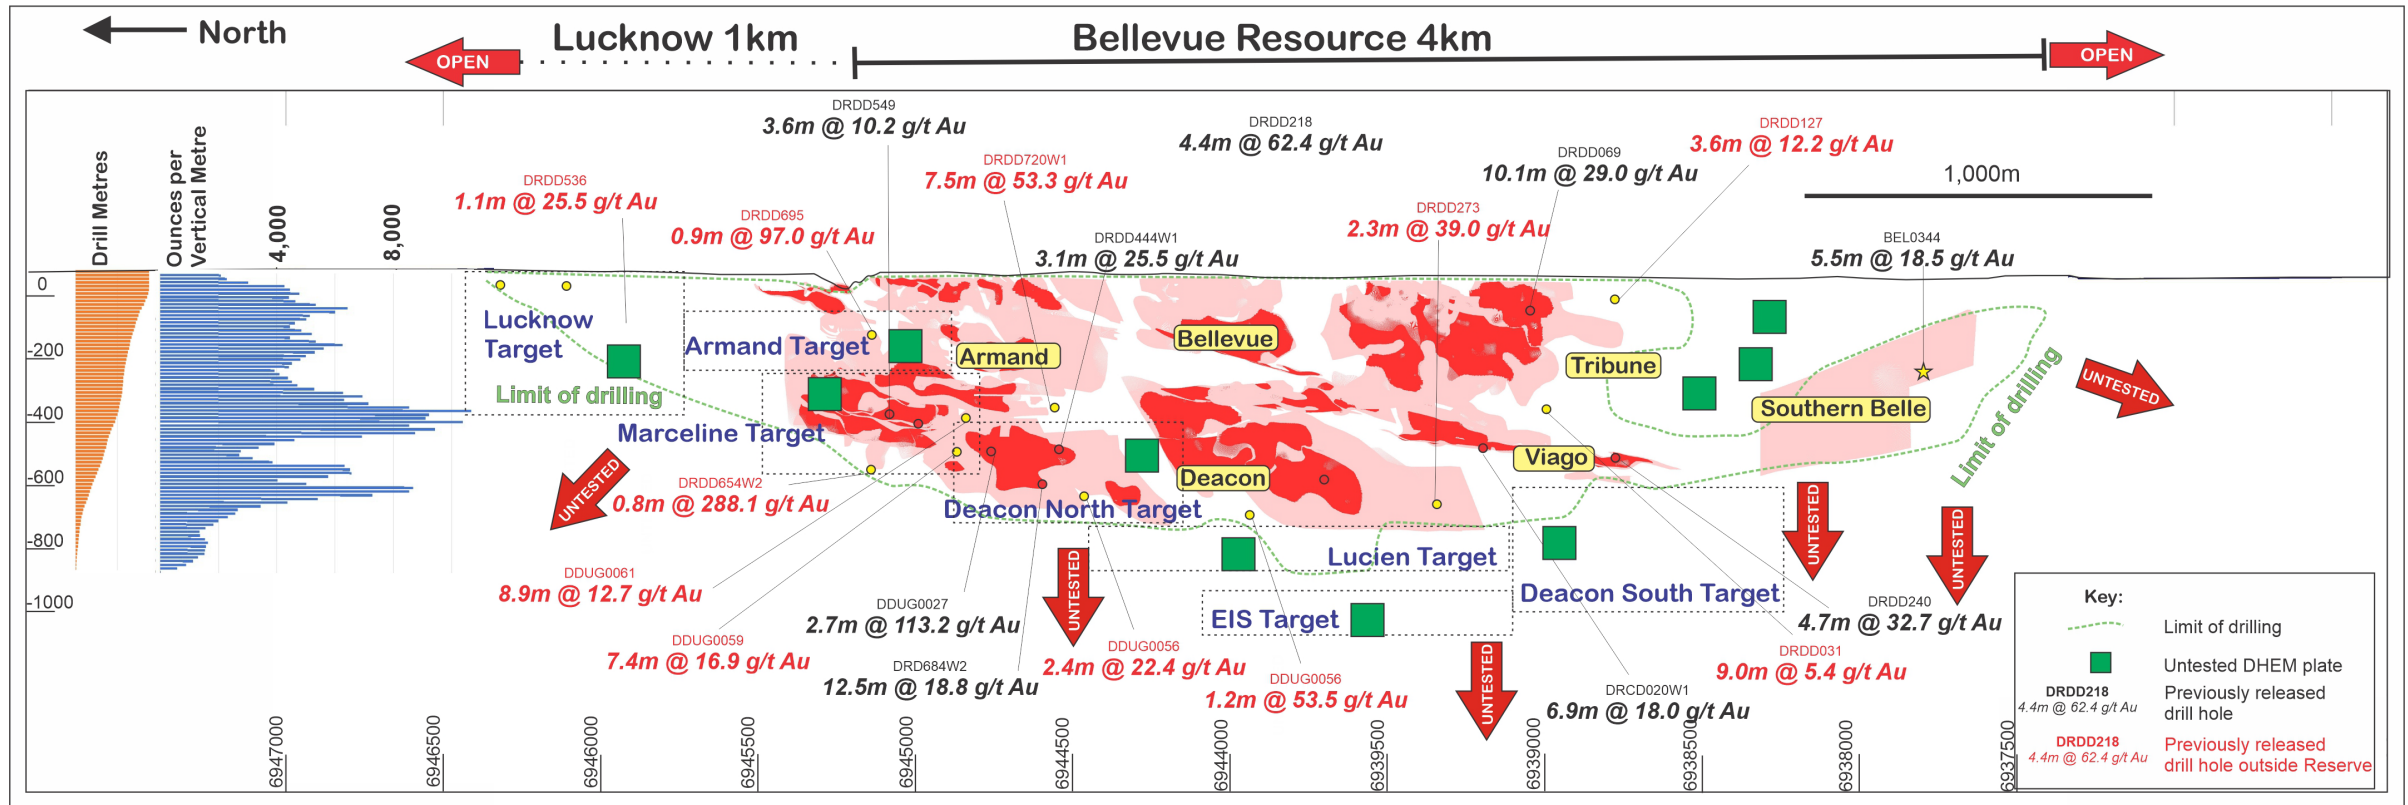 North
Lucknow 1km
Bellevue Resource 4km
OPEN
OPEN
Drill Metres
Ounces per
Vertical Metre
4,000
8,000
0
-200
-400
-600
-800
-1000
DRDD549
3.6m @ 10.2 g/t Au
DRDD218
4.4m @ 62.4 g/t Au
DRDD127
3.6m @ 12.2 g/t Au
DRDD720W1
7.5m @ 53.3 g/t Au
DRDD069
10.1m @ 29.0 g/t Au
1,000m
DRDD536
1.1m @ 25.5 g/t Au
DRDD695
0.9m @ 97.0 g/t Au
DRDD273
2.3m @ 39.0 g/t Au
DRDD444W1
3.1m @ 25.5 g/t Au
BEL0344
5.5m @ 18.5 g/t Au
Lucknow
Target
Armand Target
Armand
Bellevue
Tribune
Limit of drilling
Southern Belle
Limit of drilling
UNTESTED
Marceline Target
Viago
Deacon
UNTESTED
DRDD654W2
0.8m @ 288.1 g/t Au
Deacon North Target
Lucien Target
UNTESTED
UNTESTED
UNTESTED
UNTESTED
Deacon South Target
EIS Target
DDUG0061
8.9m @ 12.7 g/t Au
DDUG0027
2.7m @ 113.2 g/t Au
DRDD240
4.7m @ 32.7 g/t Au
DDUG0059
7.4m @ 16.9 g/t Au
DRD684W2
12.5m @ 18.8 g/t Au
DDUG0056
2.4m @ 22.4 g/t Au
DDUG0056
1.2m @ 53.5 g/t Au
DRDD031
9.0m @ 5.4 g/t Au
DRCD020W1
6.9m @ 18.0 g/t Au
Key:
Limit of drilling
Untested DHEM plate
DRDD218
4.4m @ 62.4 g/t Au
Previously released
drill hole
DRDD218
4.4m @ 62.4 g/t Au
Previously released
drill hole outside Reserve
6947000
6946500
6946000
6945500
6945000
6944500
6944000
6939500
6939000
6938500
6938000
6937500